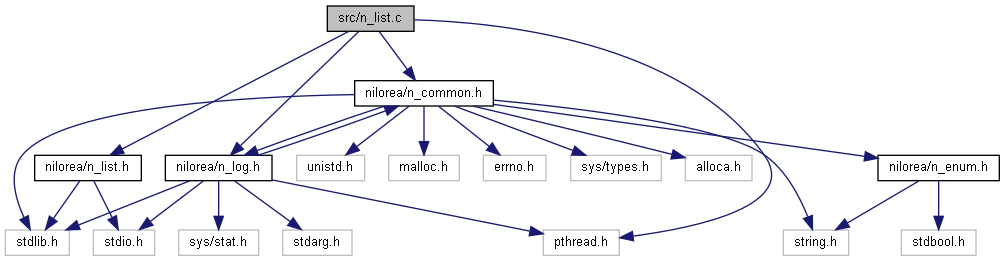 src/n_list.c
nilorea/n_common.h
nilorea/n_list.h
nilorea/n_log.h
unistd.h
malloc.h
errno.h
sys/types.h
alloca.h
nilorea/n_enum.h
stdlib.h
stdio.h
sys/stat.h
stdarg.h
pthread.h
string.h
stdbool.h